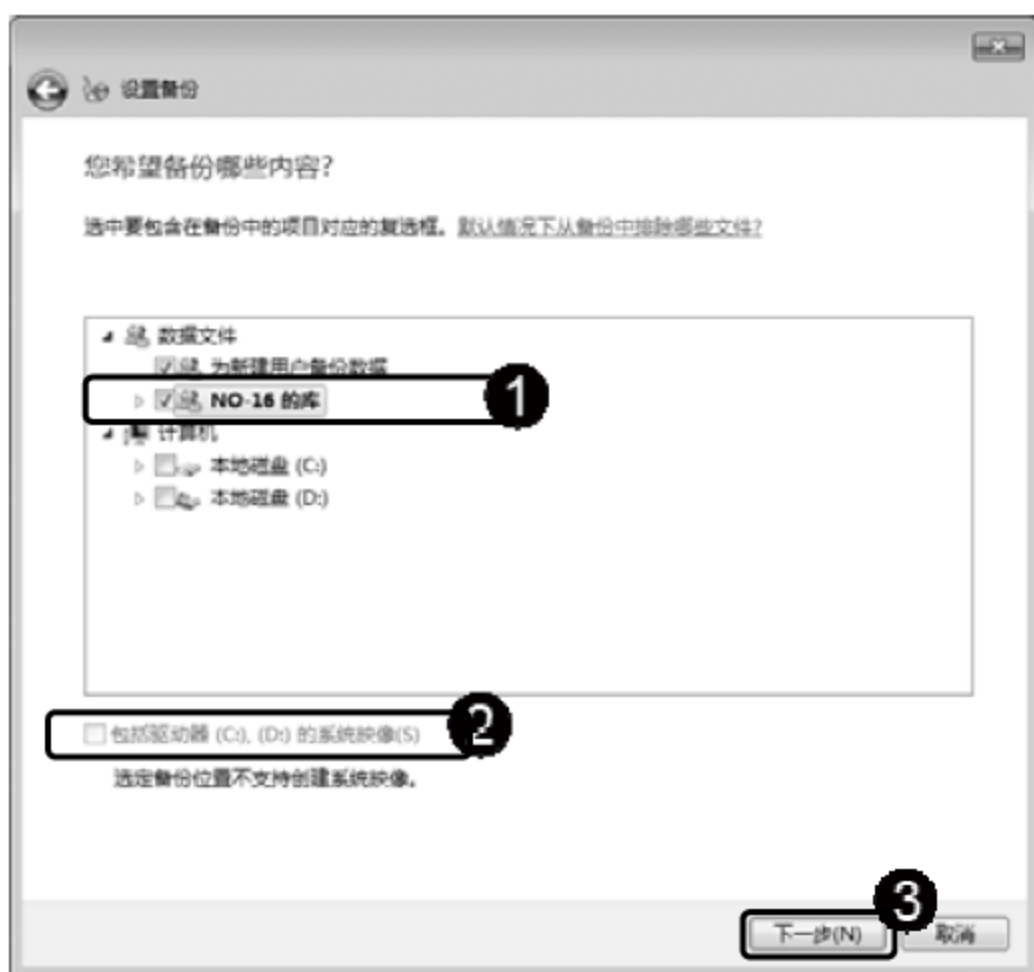 设置备份
您希望备份哪些内容?
选中要包含在备份中的项目对应的复选框。默认情况下从备份中排除哪些文件?
数据文件
为新建用户备份数据
NO-16 的库
1
计算机
本地磁盘 (C:)
本地磁盘 (D:)
包括驱动器 (C:), (D:) 的系统映像(S)
2
选定备份位置不支持创建系统映像。
3
下一步(N) 取消